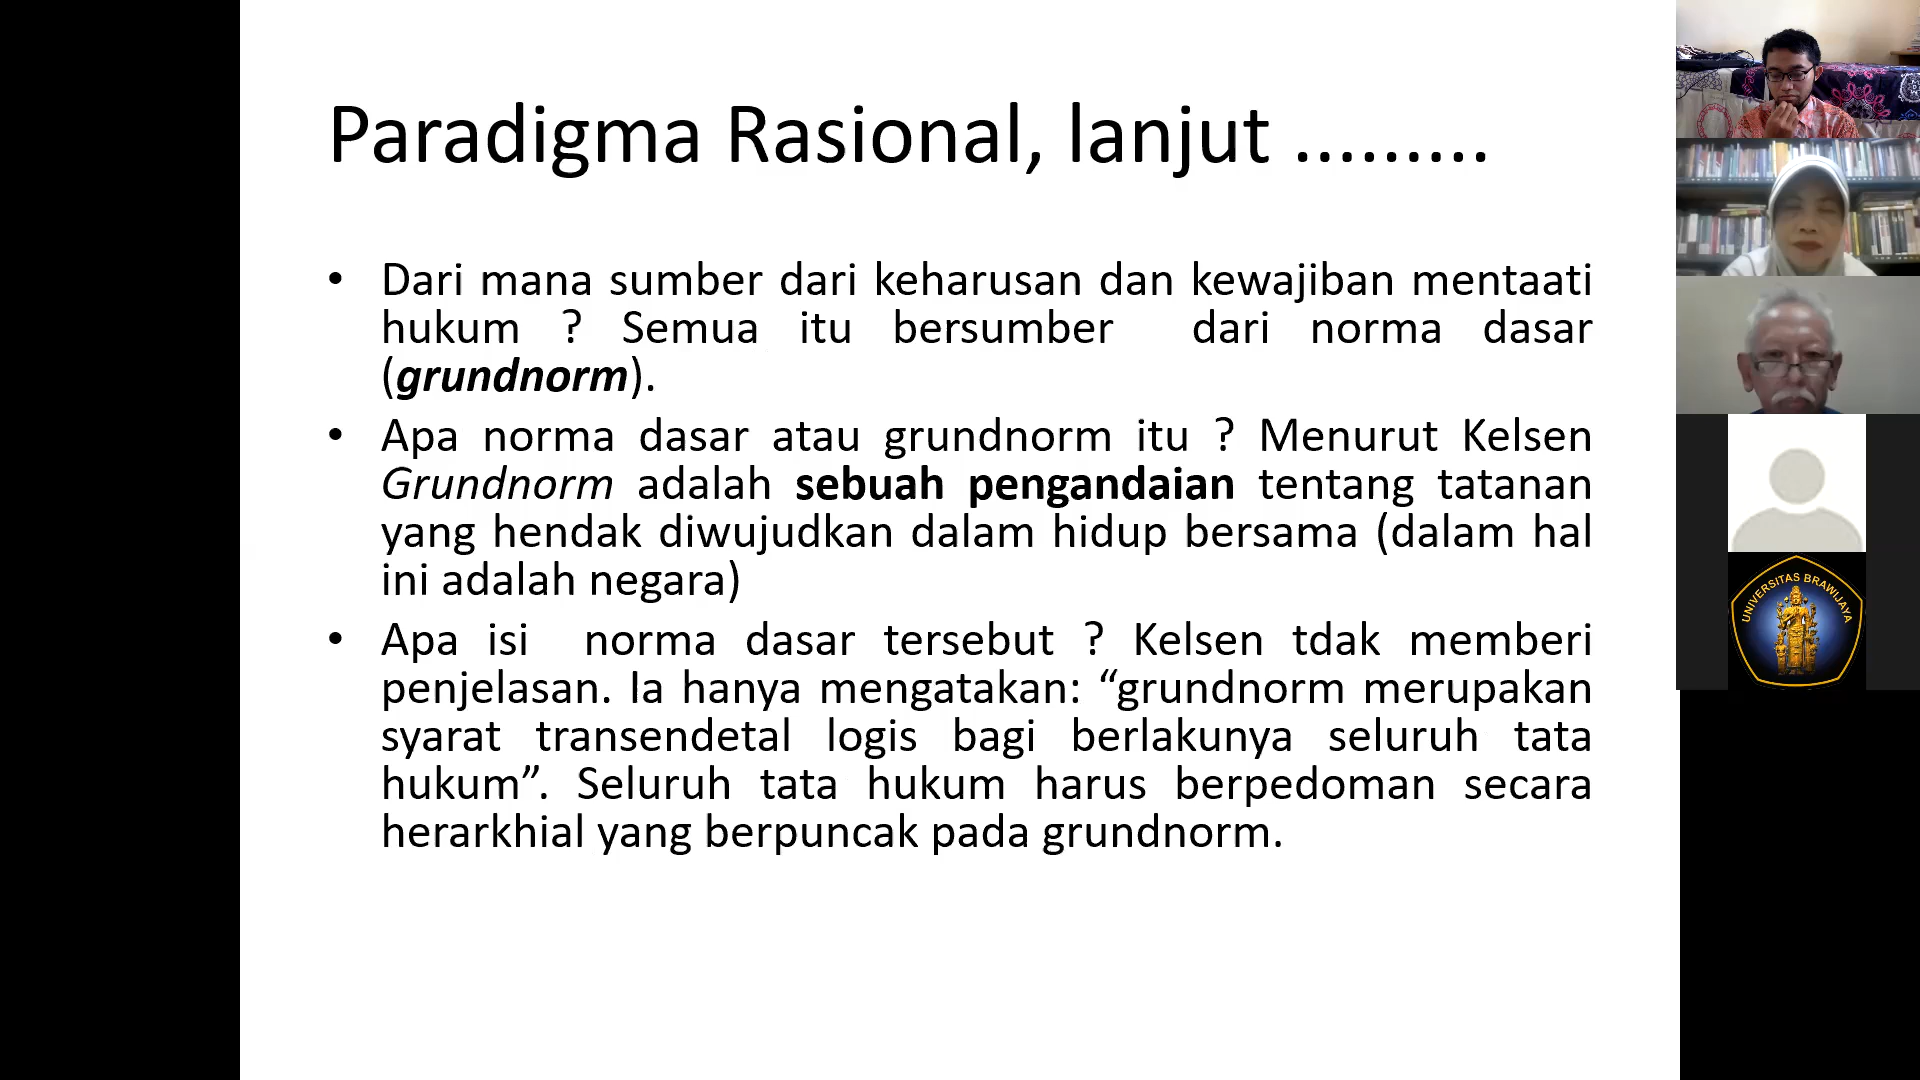 Paradigma Rasional, lanjut .........
• Dari mana sumber dari keharusan dan kewajiban mentaati
hukum ? Semua itu bersumber dari norma dasar
(grundnorm).
• Apa norma dasar atau grundnorm itu ? Menurut Kelsen
Grundnorm adalah sebuah pengandaian tentang tatanan
yang hendak diwujudkan dalam hidup bersama (dalam hal
ini adalah negara)
• Apa isi norma dasar tersebut ? Kelsen tdak memberi
penjelasan. Ia hanya mengatakan: “grundnorm merupakan
syarat transendetal logis bagi berlakunya seluruh tata
hukum”. Seluruh tata hukum harus berpedoman secara
herarkhial yang berpuncak pada grundnorm.
UNIVERSITAS BRAWIJAYA